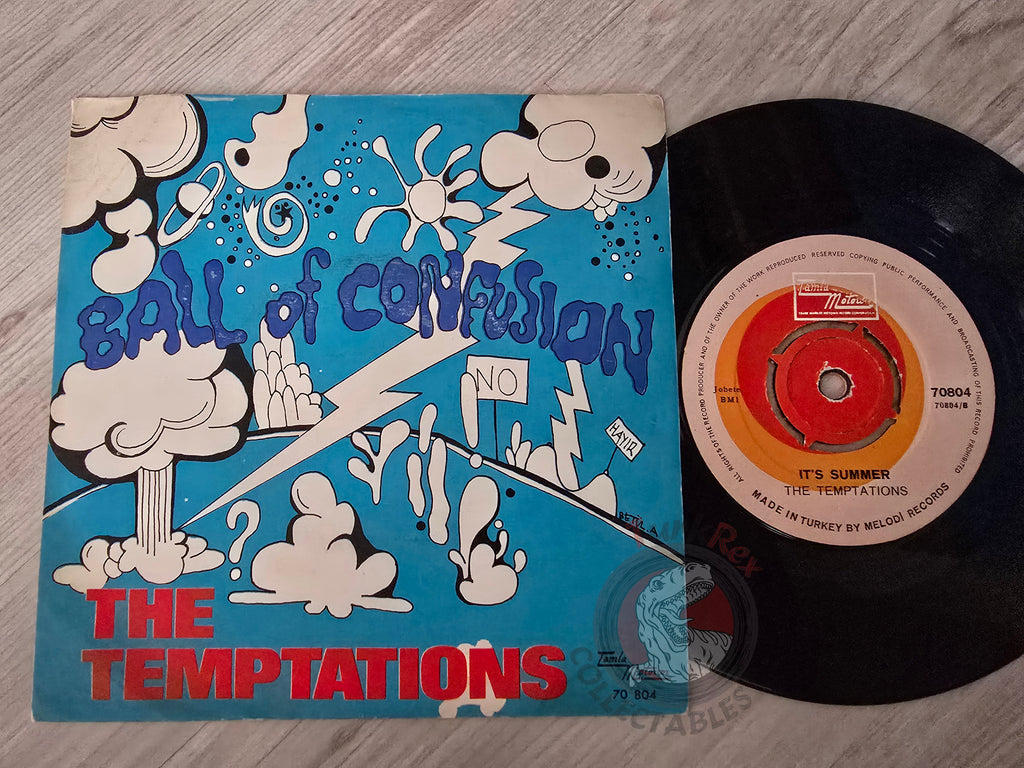 BALL of CONFUSION
NO
HAYIR
BETÜL.A
THE
TEMPTATIONS
Tamla
Motown
70 804
ALL RIGHTS OF THE RECORD PRODUCER AND OF THE OWNER OF THE WORK REPRODUCED RESERVED COPYING PUBLIC PERFORMANCE AND BROADCASTING OF THIS RECORD PROHIBITED
Tamla
Motown
Jobete
BMI
70804
70804/B
IT'S SUMMER
THE TEMPTATIONS
MADE IN TURKEY BY MELODİ RECORDS
Rex
COLLECTABLES